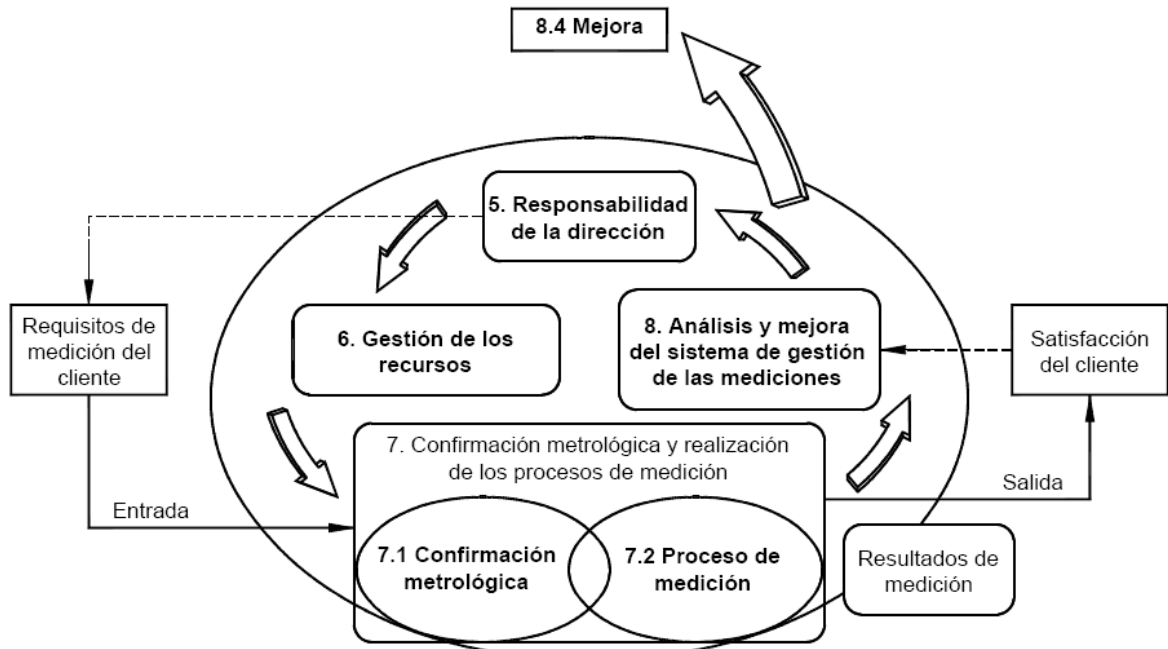 8.4 Mejora
5. Responsabilidad
de la dirección
Requisitos de
medición del
cliente
6. Gestión de los
recursos
8. Análisis y mejora
del sistema de gestión
de las mediciones
Satisfacción
del cliente
7. Confirmación metrológica y realización
de los procesos de medición
Entrada
Salida
7.1 Confirmación
metrológica
7.2 Proceso de
medición
Resultados de
medición